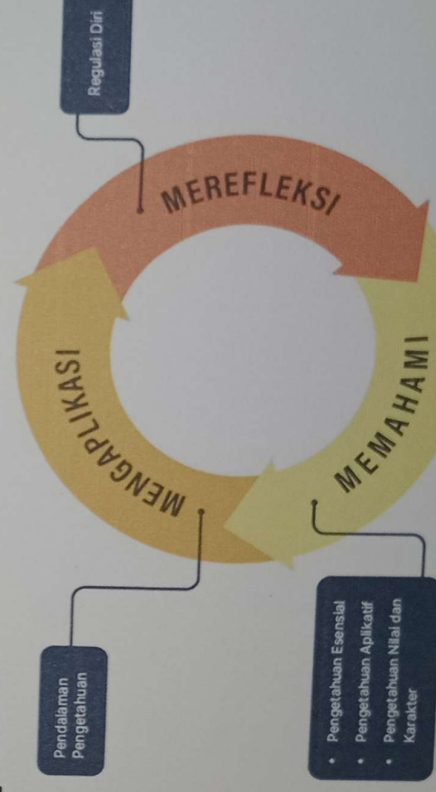 Regulasi Diri
MEREFLEKSI
MENGAPLIKASI
MEMAHAMI
Pendalaman
Pengetahuan
• Pengetahuan Esensial
• Pengetahuan Aplikatif
• Pengetahuan Nilai dan
Karakter